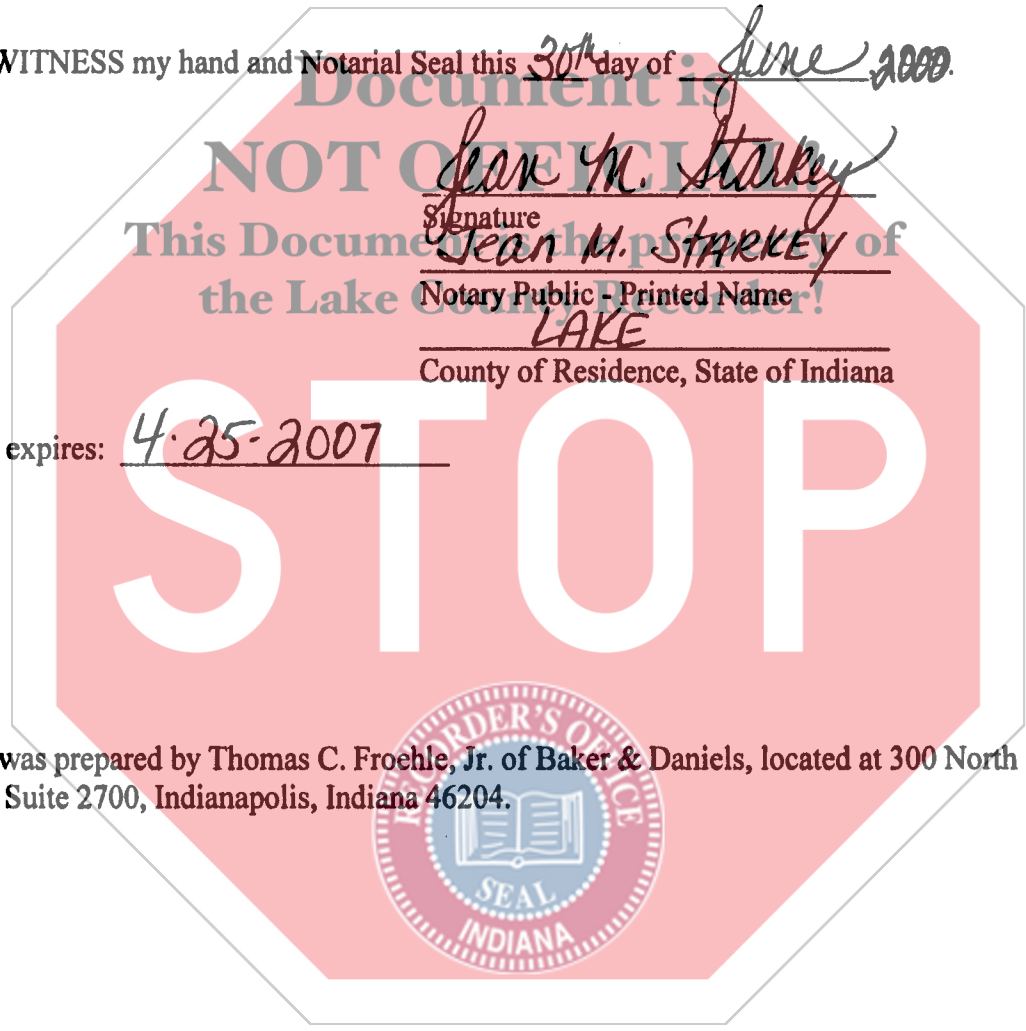 WITNESS my hand and Notarial Seal this 30th day of June, 2000.
Document is
NOT OFFICIAL!
Jean M. Starkey
Signature
This Document is the property of
Jean M. STARKEY
the Lake County Recorder!
Notary Public - Printed Name
LAKE
County of Residence, State of Indiana
STOP
expires: 4-25-2007
RECORDER'S OFFICE
was prepared by Thomas C. Froehle, Jr. of Baker & Daniels, located at 300 North
Suite 2700, Indianapolis, Indiana 46204.
SEAL
INDIANA